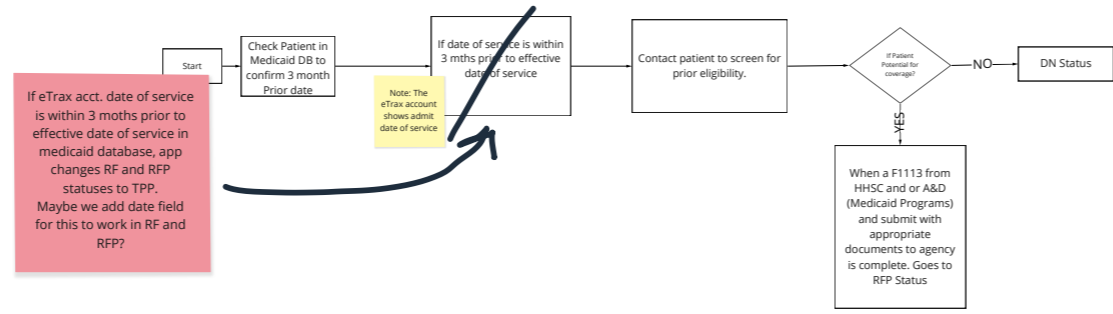 Start
Check Patient in
Medicaid DB to
confirm 3 month
Prior date
If date of service is within
3 mths prior to effective
date of service
Note: The
eTrax account
shows admit
date of service
If eTrax acct. date of service
is within 3 moths prior to
effective date of service in
medicaid database, app
changes RF and RFP
statuses to TPP.
Maybe we add date field
for this to work in RF and
RFP?
Contact patient to screen for
prior eligibility.
If Patient
Potential for
coverage?
NO
DN Status
YES
When a F1113 from
HHSC and or A&D
(Medicaid Programs)
and submit with
appropriate
documents to agency
is complete. Goes to
RFP Status